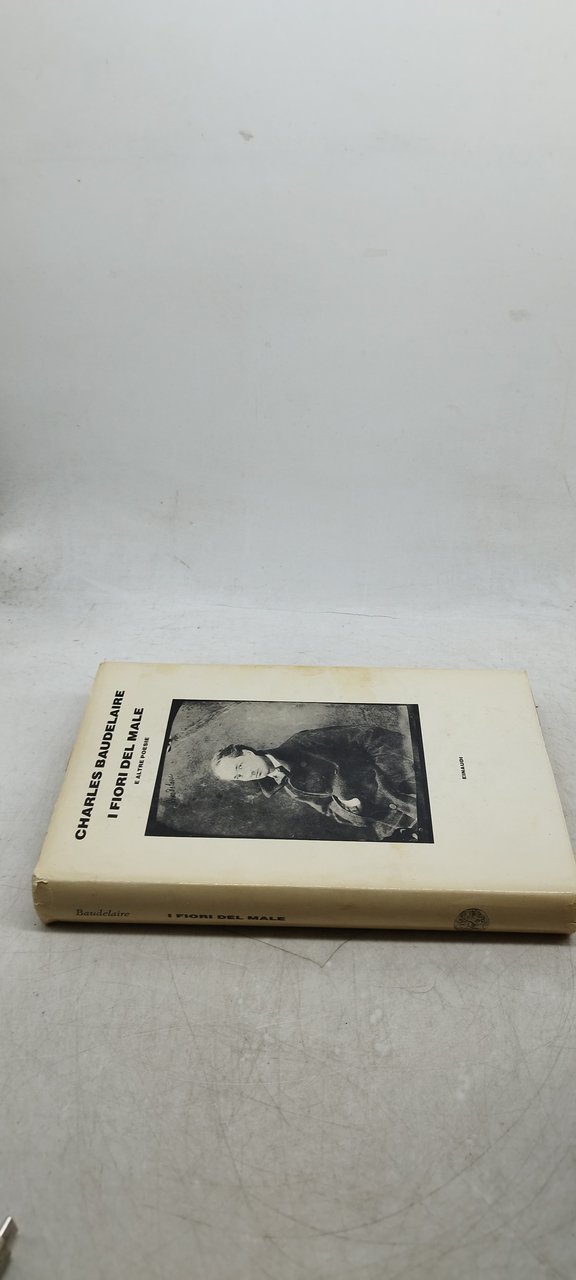 CHARLES BAUDELAIRE
I FIORI DEL MALE
E ALTRE POESIE
EINAUDI
Baudelaire
I FIORI DEL MALE